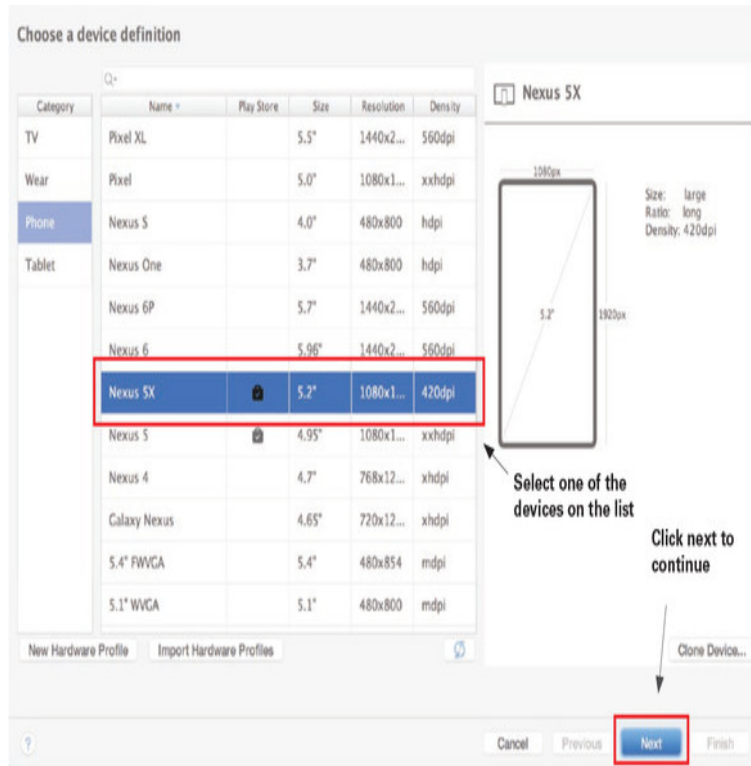 Choose a device definition
Category
TV
Wear
Phone
Tablet
Name Play Store Size Resolution Density
Pixel XL 5.5" 1440x2... 560dpi
Pixel 5.0" 1080x1... xxhdpi
Nexus S 4.0" 480x800 hdpi
Nexus One 3.7" 480x800 hdpi
Nexus 6P 5.7" 1440x2... 560dpi
Nexus 6 5.96" 1440x2... 560dpi
Nexus 5X 5.2" 1080x1... 420dpi
Nexus 5 4.95" 1080x1... xxhdpi
Nexus 4 4.7" 768x12... xhdpi
Galaxy Nexus 4.65" 720x12... xhdpi
5.4" FWVGA 5.4" 480x854 mdpi
5.1" WVGA 5.1" 480x800 mdpi
New Hardware Profile Import Hardware Profiles
Nexus 5X
1080px
5.2"
1920px
Size: large
Ratio: long
Density: 420dpi
Select one of the
devices on the list
Click next to
continue
Clone Device...
? Cancel Previous Next Finish